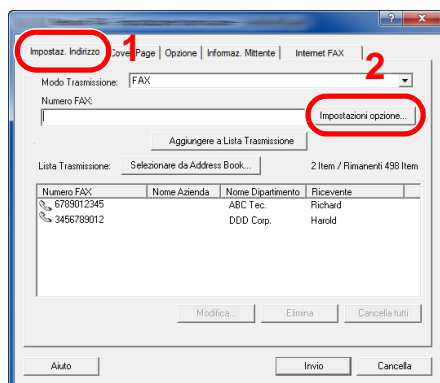 Impostaz. Indirizzo 1 Cover Page Opzione Informaz. Mittente Internet FAX
2
Modo Trasmissione: FAX
Numero FAX:
Impostazioni opzione...
Aggiungere a Lista Trasmissione
Lista Trasmissione: Selezionare da Address Book... 2 Item / Rimanenti 498 Item
Numero FAX Nome Azienda Nome Dipartimento Ricevente
6789012345 ABC Tec. Richard
3456789012 DDD Corp. Harold
Modifica... Elimina Cancella tutti
Aiuto Invio Cancella